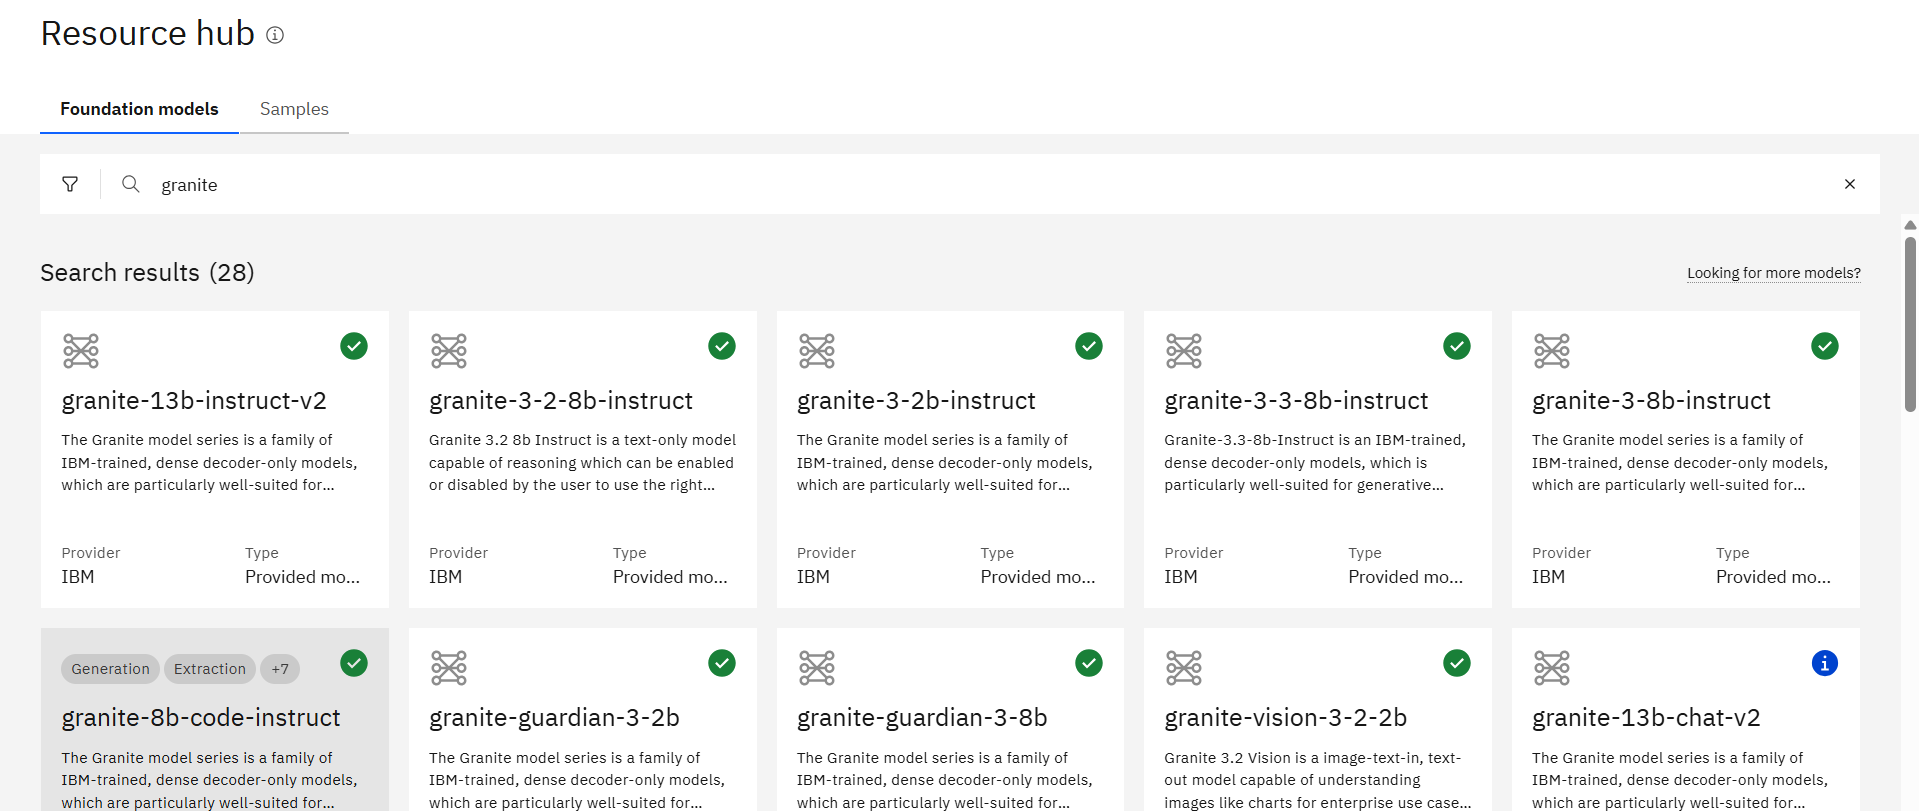 Resource hub
Foundation models
Samples
granite
Search results (28)
Looking for more models?
granite-13b-instruct-v2
The Granite model series is a family of
IBM-trained, dense decoder-only models,
which are particularly well-suited for...
Provider
Type
IBM
Provided mo...
granite-3-2-8b-instruct
Granite 3.2 8b Instruct is a text-only model
capable of reasoning which can be enabled
or disabled by the user to use the right...
Provider
Type
IBM
Provided mo...
granite-3-2b-instruct
The Granite model series is a family of
IBM-trained, dense decoder-only models,
which are particularly well-suited for...
Provider
Type
IBM
Provided mo...
granite-3-3-8b-instruct
Granite-3.3-8b-Instruct is an IBM-trained,
dense decoder-only models, which is
particularly well-suited for generative...
Provider
Type
IBM
Provided mo...
granite-3-8b-instruct
The Granite model series is a family of
IBM-trained, dense decoder-only models,
which are particularly well-suited for...
Provider
Type
IBM
Provided mo...
Generation
Extraction
+7
granite-8b-code-instruct
The Granite model series is a family of
IBM-trained, dense decoder-only models,
which are particularly well-suited for...
granite-guardian-3-2b
The Granite model series is a family of
IBM-trained, dense decoder-only models,
which are particularly well-suited for...
granite-guardian-3-8b
The Granite model series is a family of
IBM-trained, dense decoder-only models,
which are particularly well-suited for...
granite-vision-3-2-2b
Granite 3.2 Vision is a image-text-in, text-
out model capable of understanding
images like charts for enterprise use case...
granite-13b-chat-v2
The Granite model series is a family of
IBM-trained, dense decoder-only models,
which are particularly well-suited for...